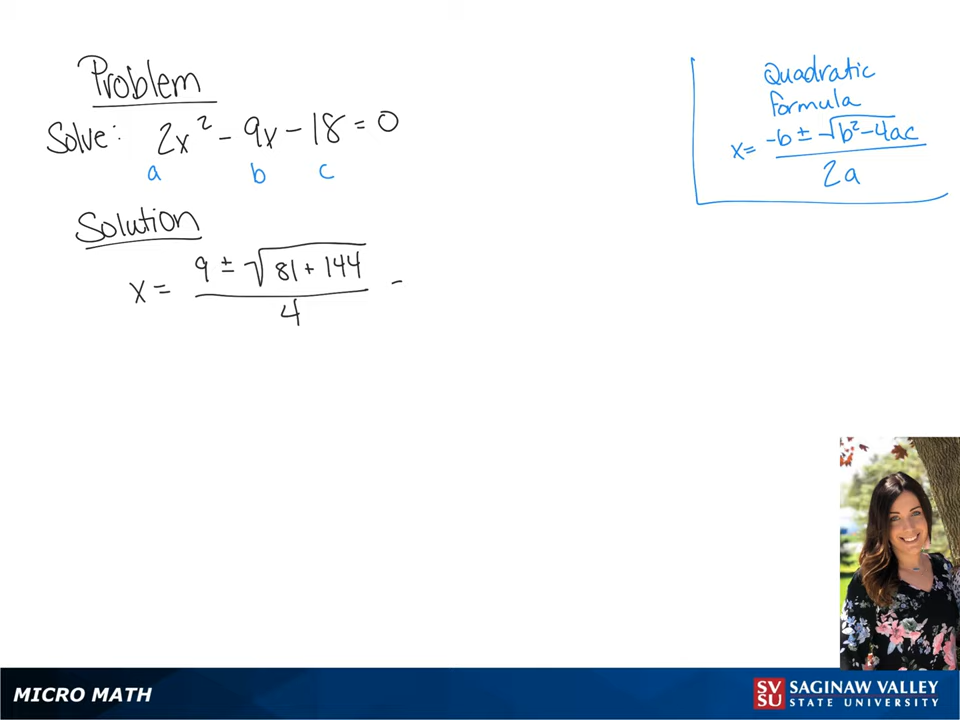 Problem
Solve: 2x² - 9x - 18 = 0
a b c
Quadratic
formula
x = -b ± √b² - 4ac
2a
Solution
x = 9 ± √81 + 144 -
4
MICRO MATH
SV
SU
SAGINAW VALLEY
STATE UNIVERSITY